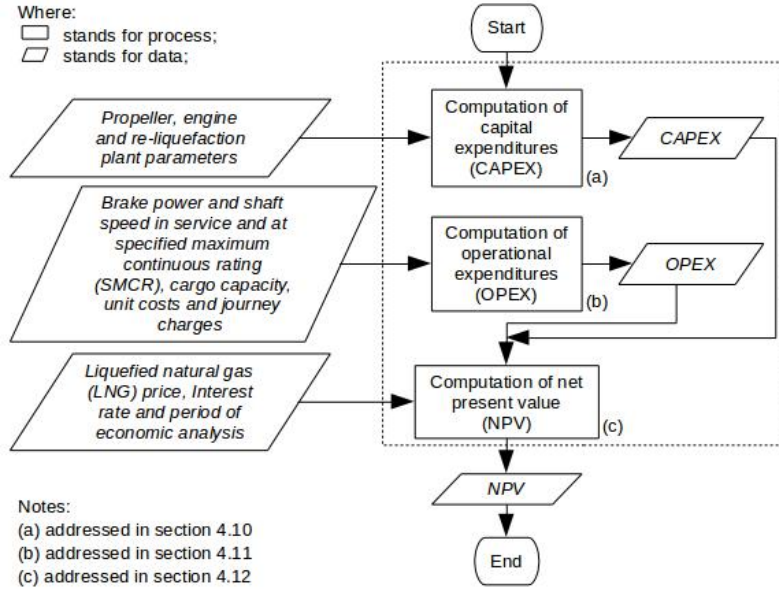 Where:
stands for process;
stands for data;
Start
Propeller, engine
and re-liquefaction
plant parameters
Computation of
capital
expenditures
(CAPEX)
(a)
CAPEX
Brake power and shaft
speed in service and at
specified maximum
continuous rating
(SMCR), cargo capacity,
unit costs and journey
charges
Computation of
operational
expenditures
(OPEX)
(b)
OPEX
Liquefied natural gas
(LNG) price, Interest
rate and period of
economic analysis
Computation of net
present value
(NPV)
(c)
NPV
End
Notes:
(a) addressed in section 4.10
(b) addressed in section 4.11
(c) addressed in section 4.12